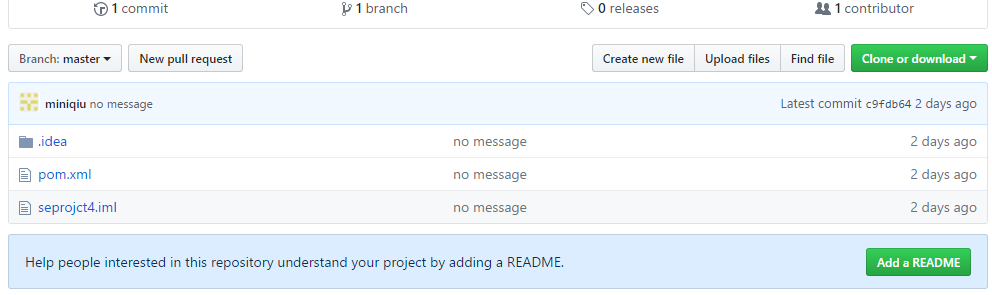 1 commit 1 branch 0 releases 1 contributor
Branch: master New pull request Create new file Upload files Find file Clone or download
miniqiu no message Latest commit c9fdb64 2 days ago
.idea no message 2 days ago
pom.xml no message 2 days ago
seprojct4.iml no message 2 days ago
Help people interested in this repository understand your project by adding a README. Add a README